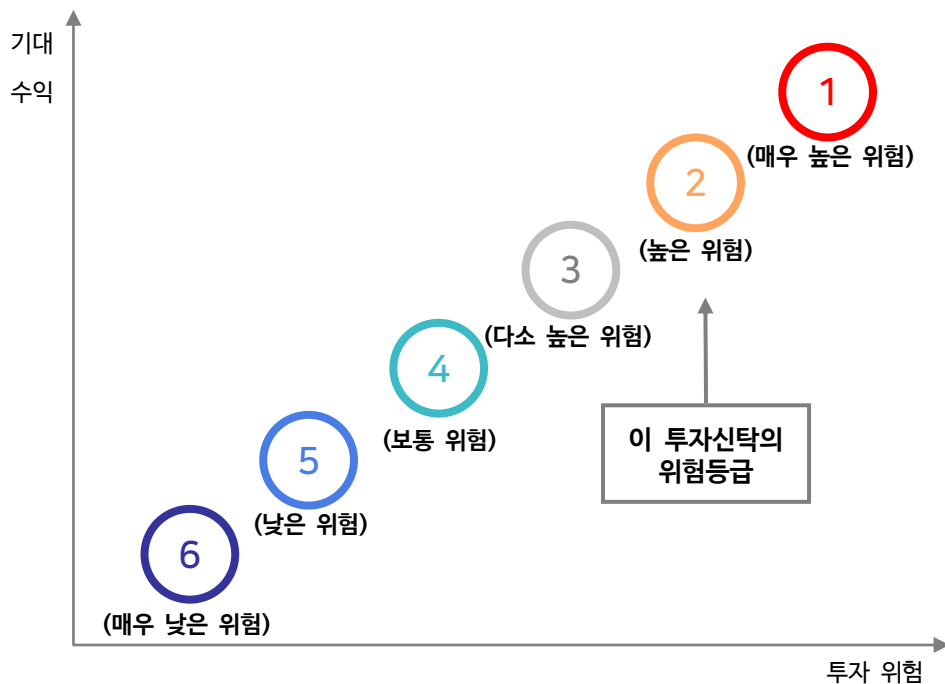 기대
수익
1
(매우 높은 위험)
2
(높은 위험)
3
(다소 높은 위험)
4
(보통 위험)
이 투자신탁의
위험등급
5
(낮은 위험)
6
(매우 낮은 위험)
투자 위험